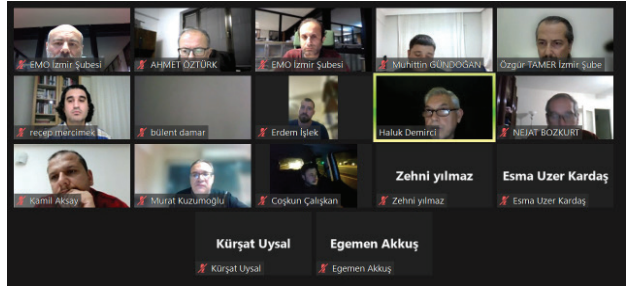 EMO İzmir Şubesi
AHMET ÖZTÜRK
EMO İzmir Şubesi
Muhittin GÜNDOĞAN
Özgür TAMER İzmir Şube
recep mercimek
bülent damar
Erdem İşlek
Haluk Demirci
NEJAT BOZKURT
Kamil Aksay
Murat Kuzumoğlu
Coşkun Çalışkan
Zehni yılmaz
Zehni yılmaz
Esma Uzer Kardaş
Esma Uzer Kardaş
Kürşat Uysal
Kürşat Uysal
Egemen Akkuş
Egemen Akkuş